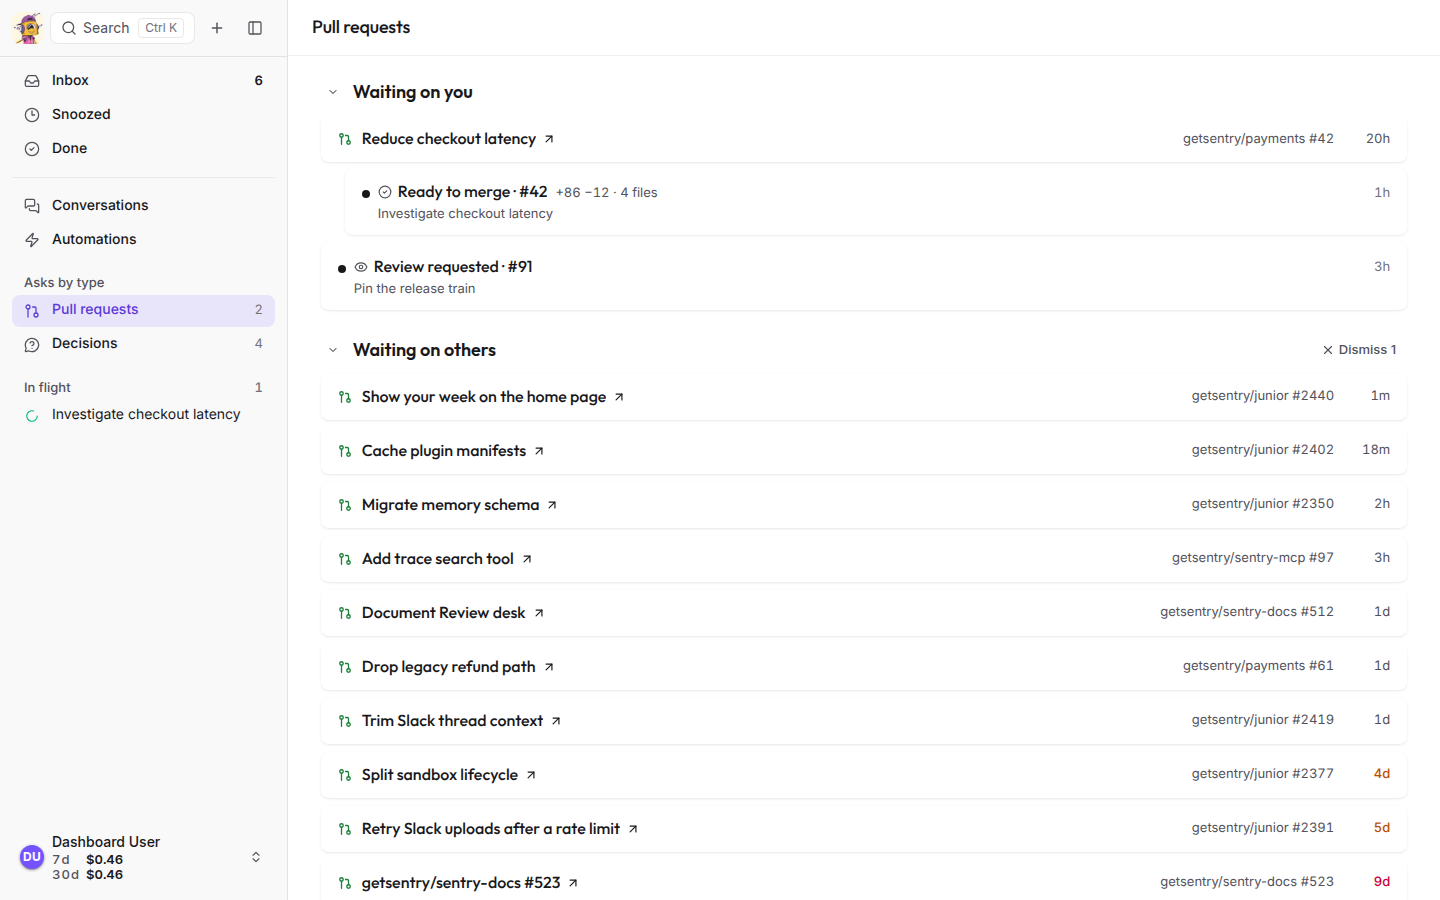 Search Ctrl K
Inbox 6
Snoozed
Done
Conversations
Automations
Asks by type
Pull requests 2
Decisions 4
In flight 1
Investigate checkout latency
Dashboard User
DU
7d $0.46
30d $0.46
Pull requests
Waiting on you
Reduce checkout latency getsentry/payments #42 20h
Ready to merge · #42 +86 −12 · 4 files 1h
Investigate checkout latency
Review requested · #91 3h
Pin the release train
Waiting on others Dismiss 1
Show your week on the home page getsentry/junior #2440 1m
Cache plugin manifests getsentry/junior #2402 18m
Migrate memory schema getsentry/junior #2350 2h
Add trace search tool getsentry/sentry-mcp #97 3h
Document Review desk getsentry/sentry-docs #512 1d
Drop legacy refund path getsentry/payments #61 1d
Trim Slack thread context getsentry/junior #2419 1d
Split sandbox lifecycle getsentry/junior #2377 4d
Retry Slack uploads after a rate limit getsentry/junior #2391 5d
getsentry/sentry-docs #523 getsentry/sentry-docs #523 9d